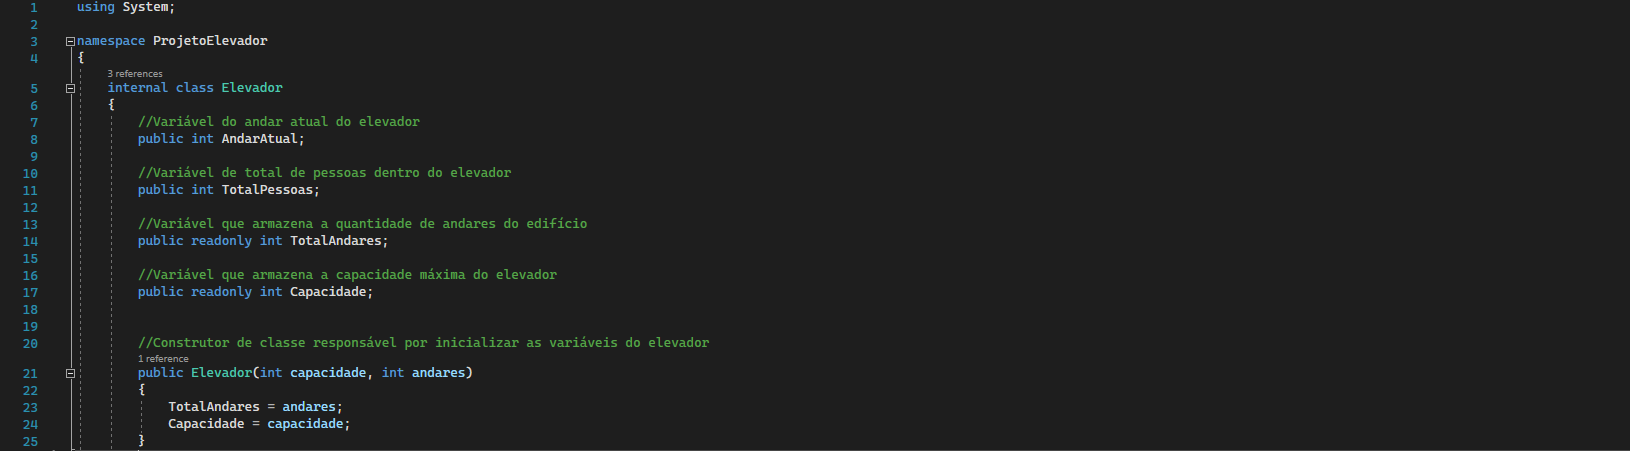 1 using System;
2
3 namespace ProjetoElevador
4 {
3 references
5 internal class Elevador
6 {
7 //Variável do andar atual do elevador
8 public int AndarAtual;
9
10 //Variável de total de pessoas dentro do elevador
11 public int TotalPessoas;
12
13 //Variável que armazena a quantidade de andares do edifício
14 public readonly int TotalAndares;
15
16 //Variável que armazena a capacidade máxima do elevador
17 public readonly int Capacidade;
18
19
20 //Construtor de classe responsável por inicializar as variáveis do elevador
1 reference
21 public Elevador(int capacidade, int andares)
22 {
23 TotalAndares = andares;
24 Capacidade = capacidade;
25 }